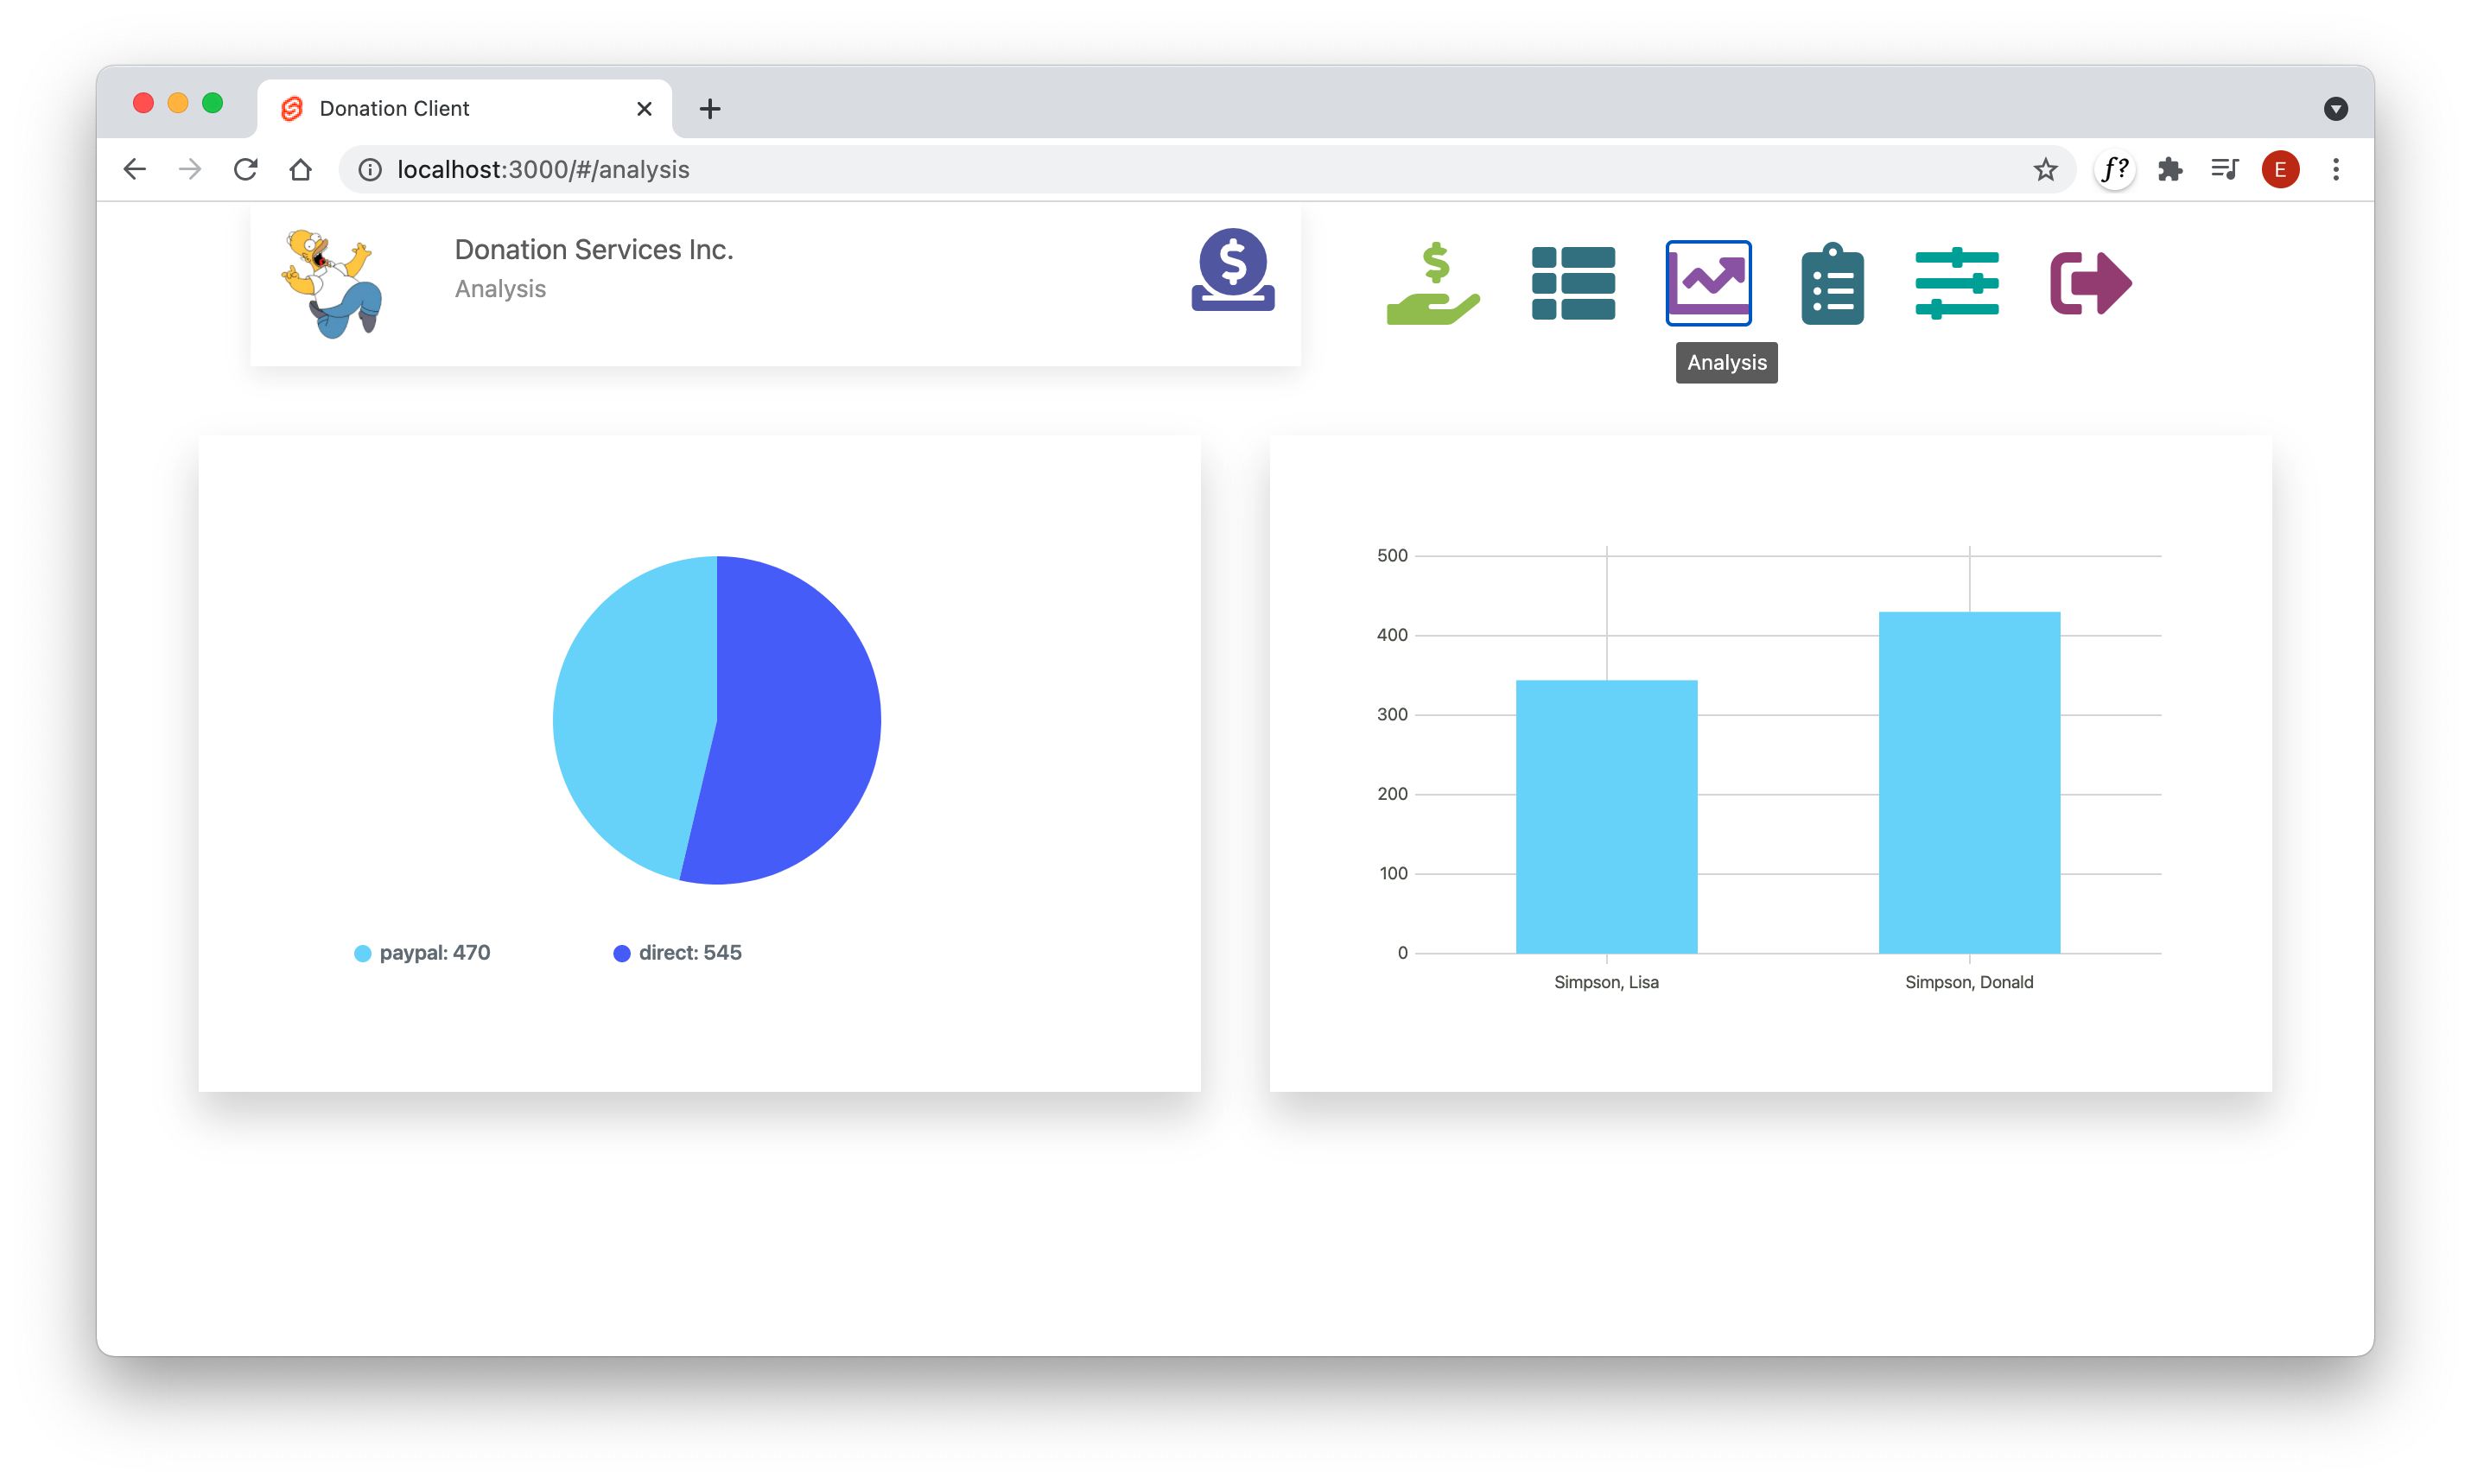 Donation Client
localhost:3000/#/analysis
f?
E
Donation Services Inc.
Analysis
$
$
Analysis
paypal: 470
direct: 545
500
400
300
200
100
0
Simpson, Lisa
Simpson, Donald